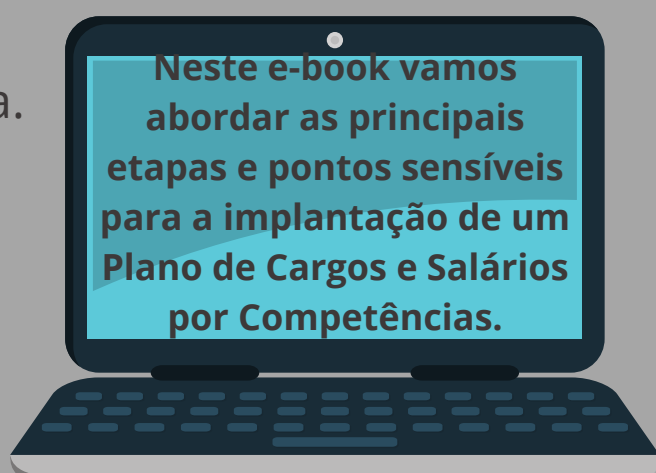 a.
Neste e-book vamos
abordar as principais
etapas e pontos sensíveis
para a implantação de um
Plano de Cargos e Salários
por Competências.